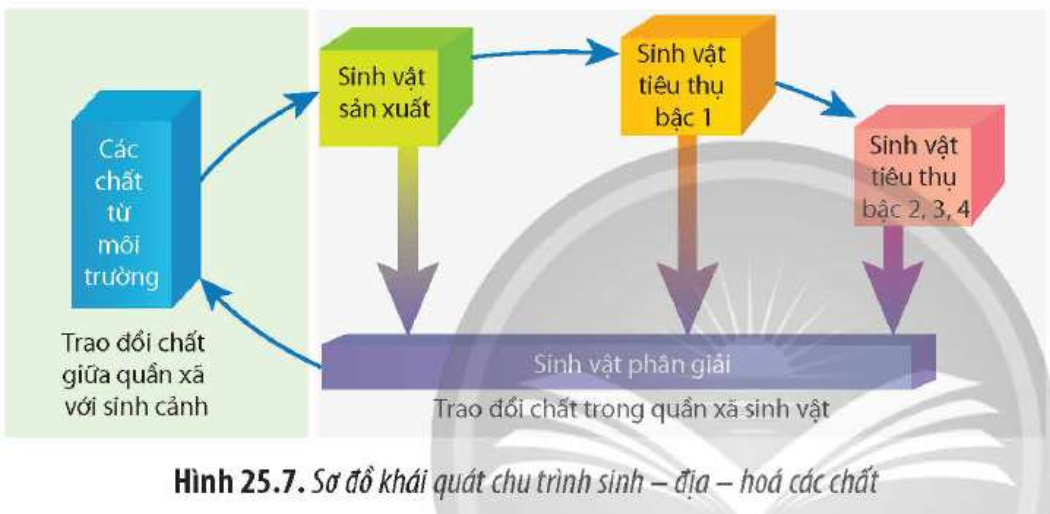 Các
chất
từ
môi
trường
Sinh vật
sản xuất
Sinh vật
tiêu thụ
bậc 1
Sinh vật
tiêu thụ
bậc 2, 3, 4
Sinh vật phân giải
Trao đổi chất
giữa quần xã
với sinh cảnh
Trao đổi chất trong quần xã sinh vật
Hình 25.7. Sơ đồ khái quát chu trình sinh – địa – hoá các chất